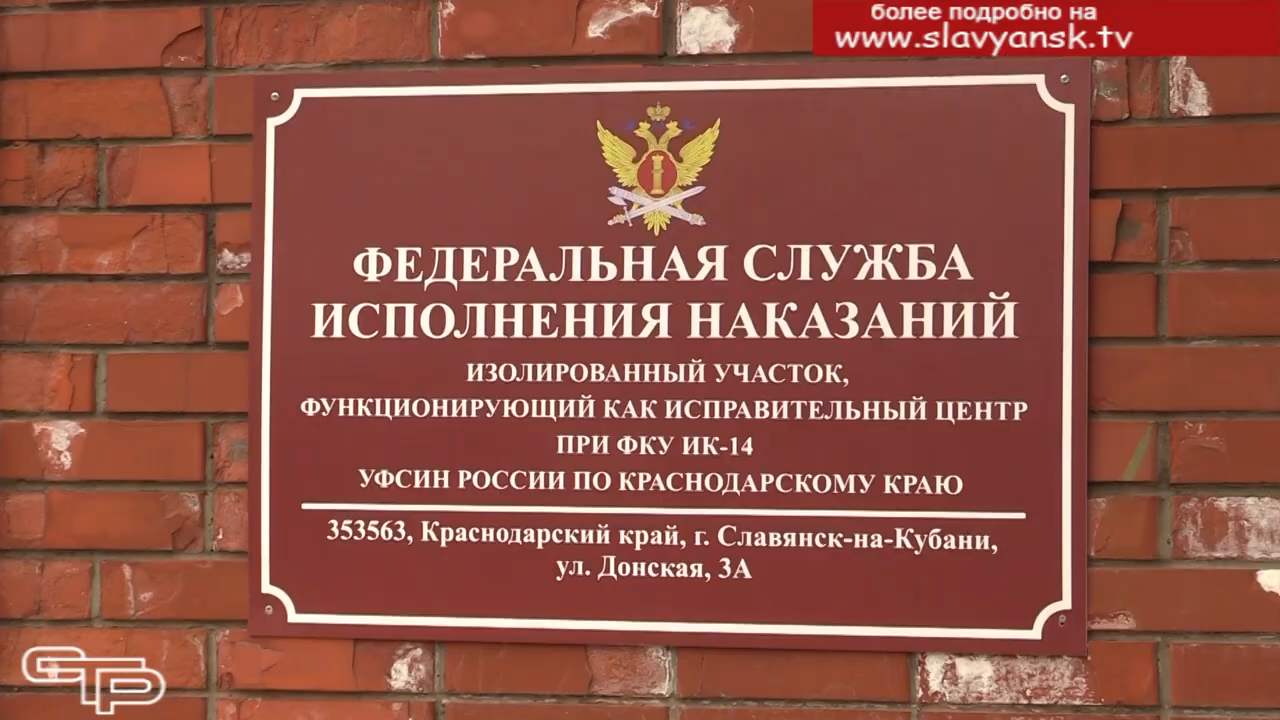 более подробно на
www.slavyansk.tv
ФЕДЕРАЛЬНАЯ СЛУЖБА
ИСПОЛНЕНИЯ НАКАЗАНИЙ
ИЗОЛИРОВАННЫЙ УЧАСТОК,
ФУНКЦИОНИРУЮЩИЙ КАК ИСПРАВИТЕЛЬНЫЙ ЦЕНТР
ПРИ ФКУ ИК-14
УФСИН РОССИИ ПО КРАСНОДАРСКОМУ КРАЮ
353563, Краснодарский край, г. Славянск-на-Кубани,
ул. Донская, 3А
СТР